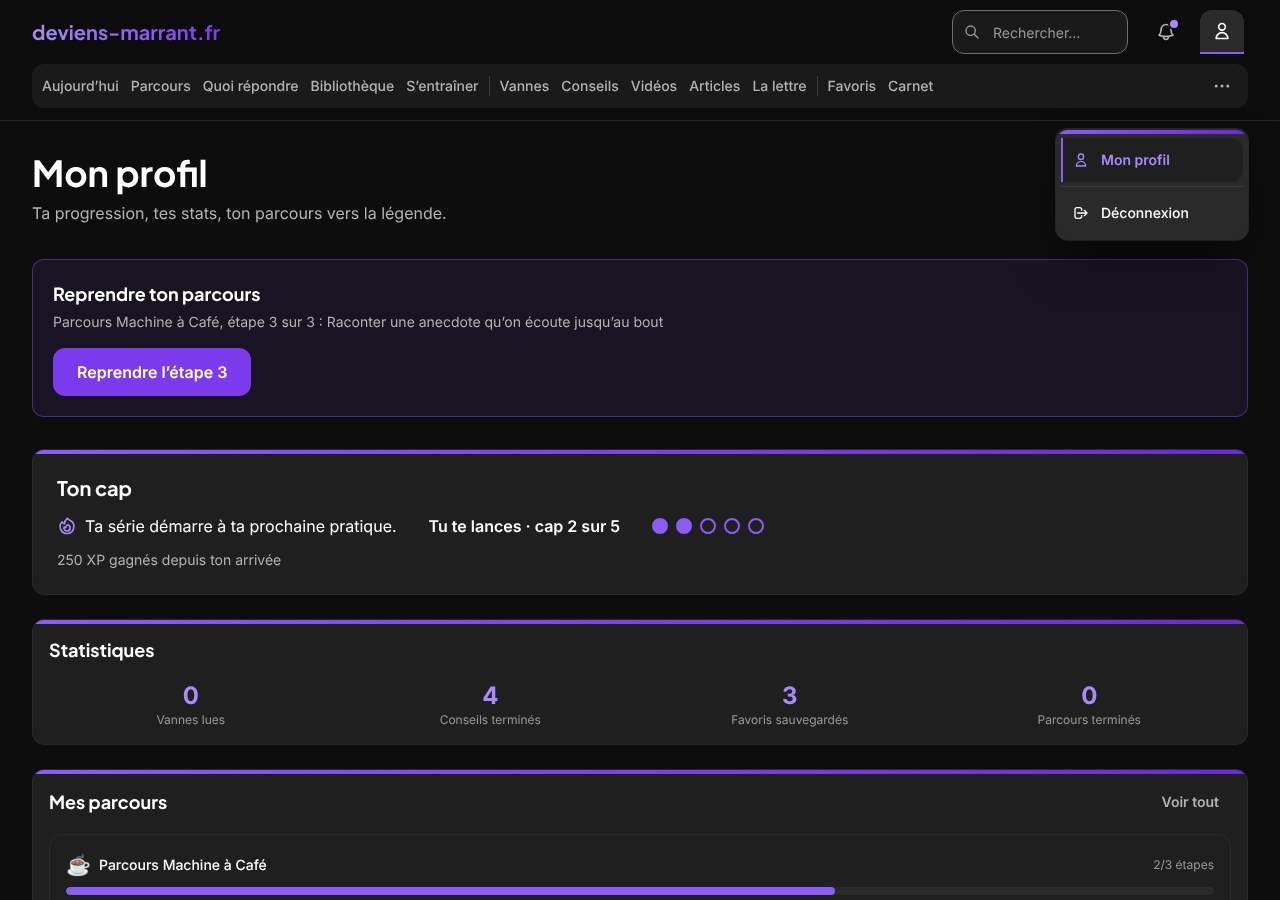 deviens-marrant.fr
Rechercher...
Aujourd’hui Parcours Quoi répondre Bibliothèque S’entraîner Vannes Conseils Vidéos Articles La lettre Favoris Carnet
Mon profil
Déconnexion
Mon profil
Ta progression, tes stats, ton parcours vers la légende.
Reprendre ton parcours
Parcours Machine à Café, étape 3 sur 3 : Raconter une anecdote qu’on écoute jusqu’au bout
Reprendre l’étape 3
Ton cap
Ta série démarre à ta prochaine pratique. Tu te lances · cap 2 sur 5
250 XP gagnés depuis ton arrivée
Statistiques
0 4 3 0
Vannes lues Conseils terminés Favoris sauvegardés Parcours terminés
Mes parcours Voir tout
Parcours Machine à Café 2/3 étapes